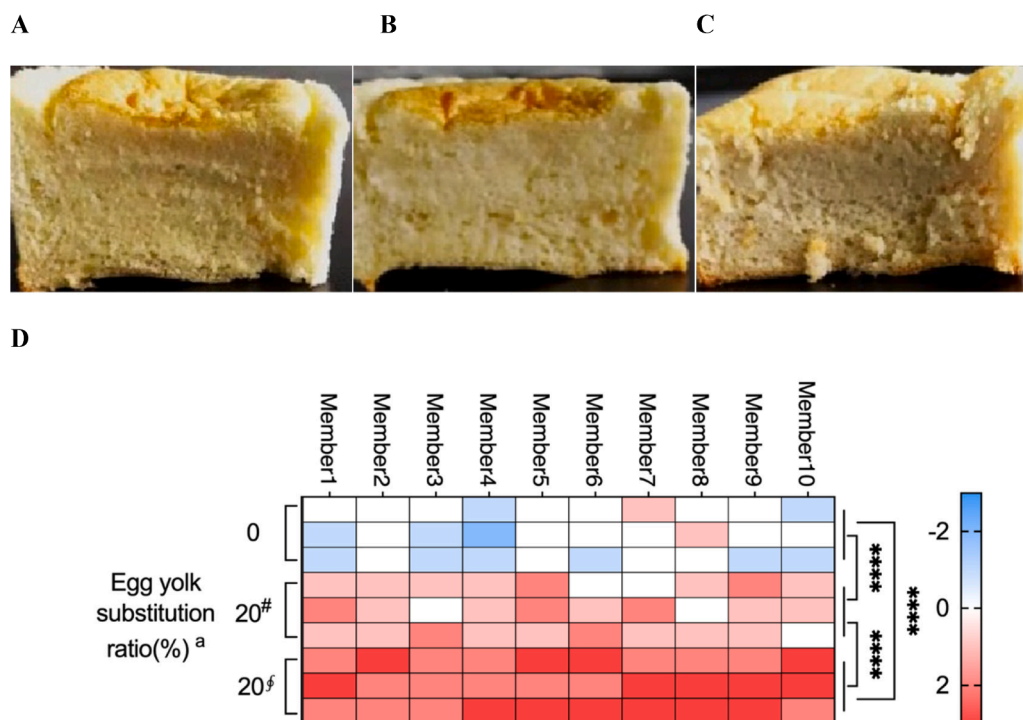 A
B
C
D
Member1
Member2
Member3
Member4
Member5
Member6
Member7
Member8
Member9
Member10
Egg yolk
substitution
ratio(%) a
0
20#
20∮
****
****
****
-2
0
2